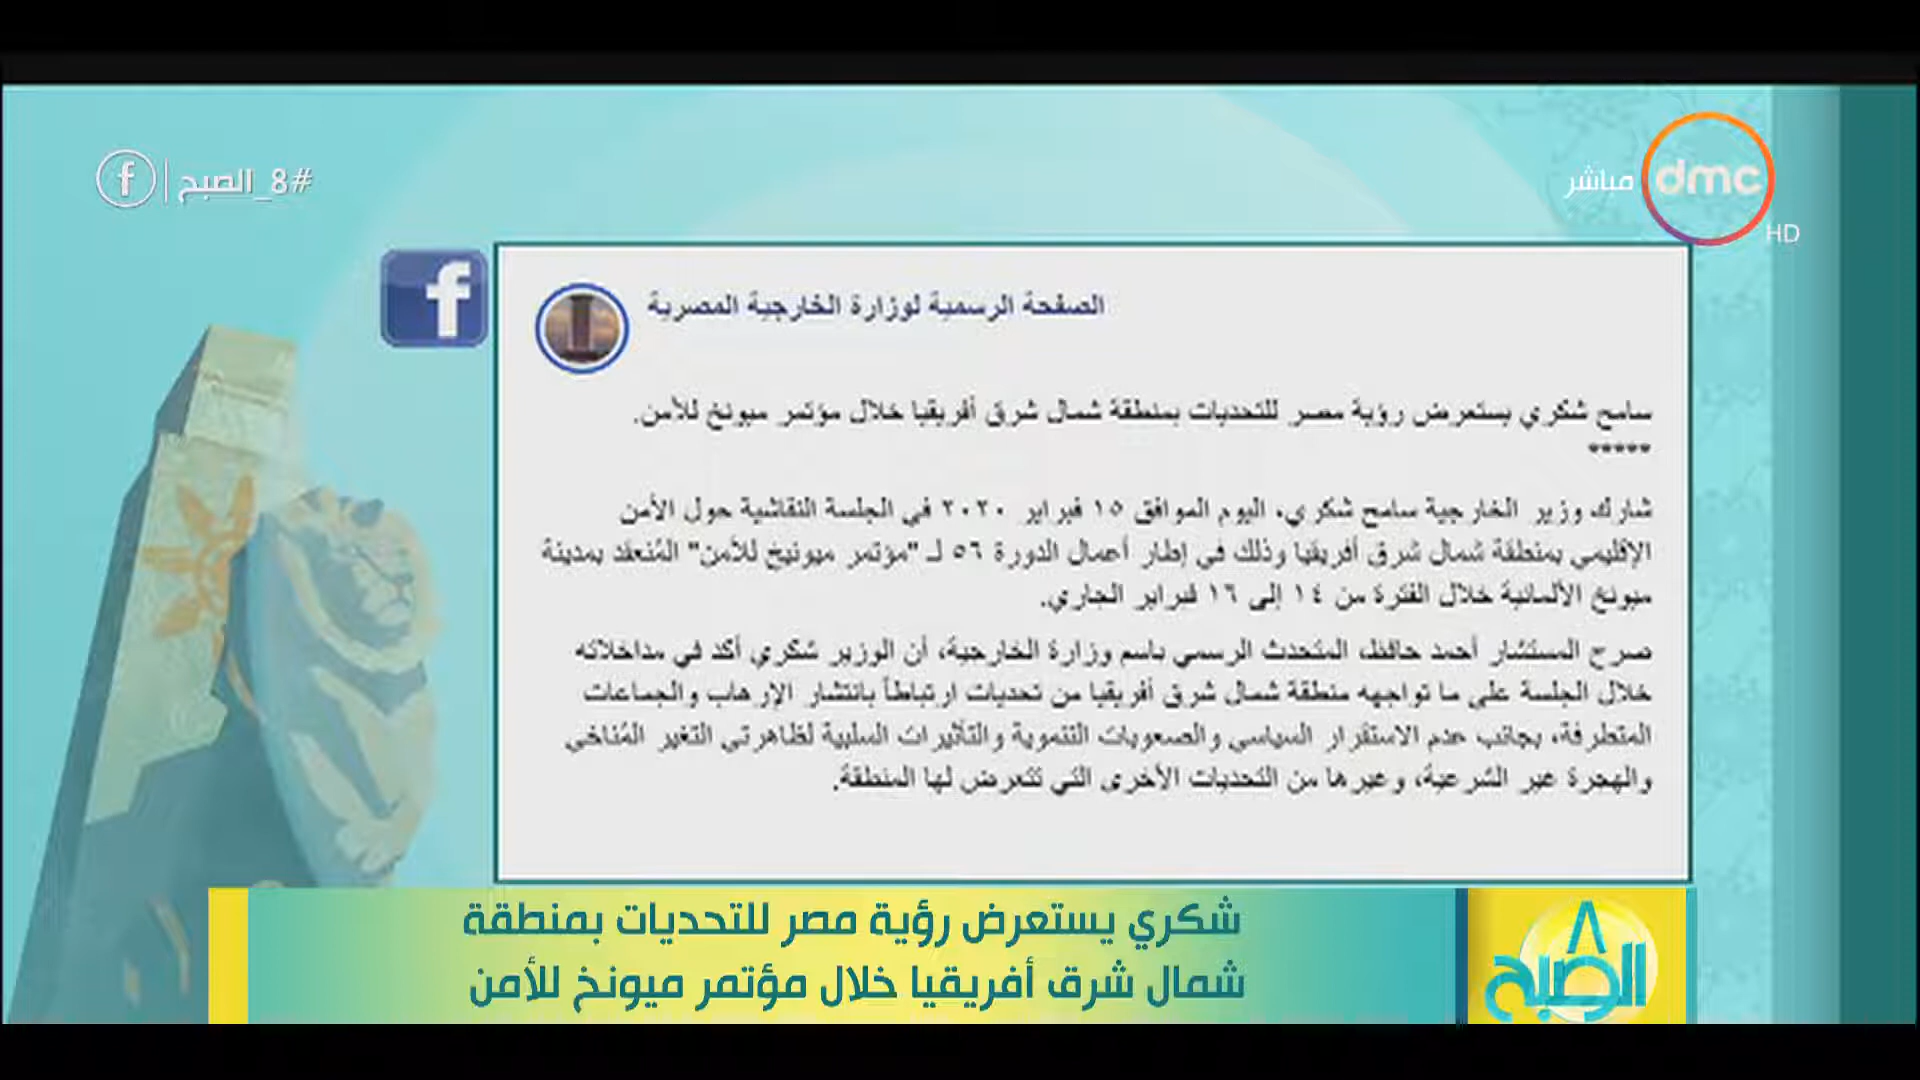 #8_الصبح
f
مباشر
dmc
HD
f
الصفحة الرسمية لوزارة الخارجية المصرية
سامح شكري يستعرض رؤية مصر للتحديات بمنطقة شمال شرق أفريقيا خلال مؤتمر ميونخ للأمن.
*****
شارك وزير الخارجية سامح شكري، اليوم الموافق ١٥ فبراير ٢٠٢٠ في الجلسة النقاشية حول الأمن
الإقليمي بمنطقة شمال شرق أفريقيا وذلك في إطار أعمال الدورة ٥٦ لـ "مؤتمر ميونيخ للأمن" المُنعقد بمدينة
ميونخ الألمانية خلال الفترة من ١٤ إلى ١٦ فبراير الجاري.
صرح المستشار أحمد حافظ، المتحدث الرسمي باسم وزارة الخارجية، أن الوزير شكري أكد في مداخلاته
خلال الجلسة على ما تواجهه منطقة شمال شرق أفريقيا من تحديات ارتباطاً بانتشار الإرهاب والجماعات
المتطرفة، بجانب عدم الاستقرار السياسي والصعوبات التنموية والتأثيرات السلبية لظاهرتي التغير المُناخي
والهجرة غير الشرعية، وغيرها من التحديات الأخرى التي تتعرض لها المنطقة.
شكري يستعرض رؤية مصر للتحديات بمنطقة
شمال شرق أفريقيا خلال مؤتمر ميونخ للأمن
٨
الصبح